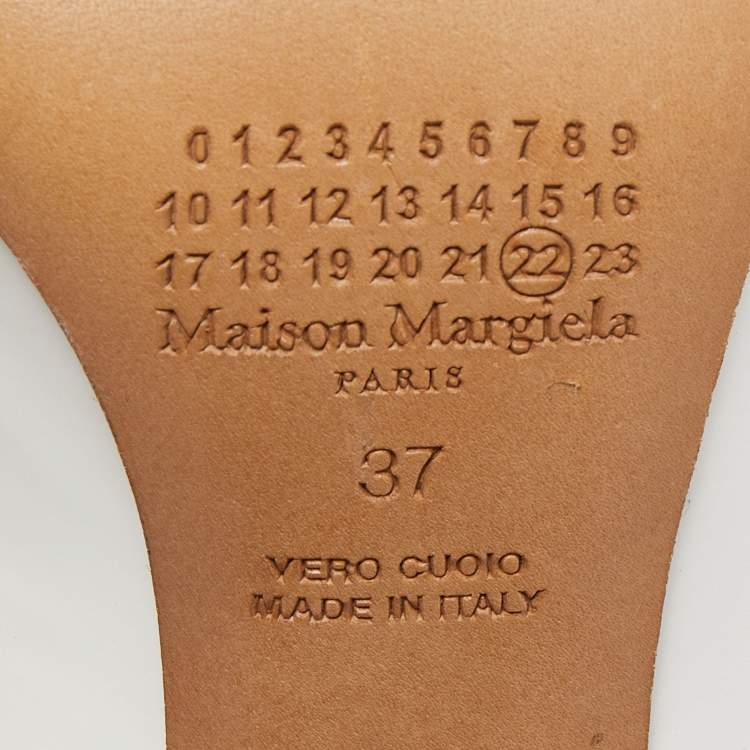 0 1 2 3 4 5 6 7 8 9
10 11 12 13 14 15 16
17 18 19 20 21 22 23
Maison Margiela
PARIS
37
VERO CUOIO
MADE IN ITALY